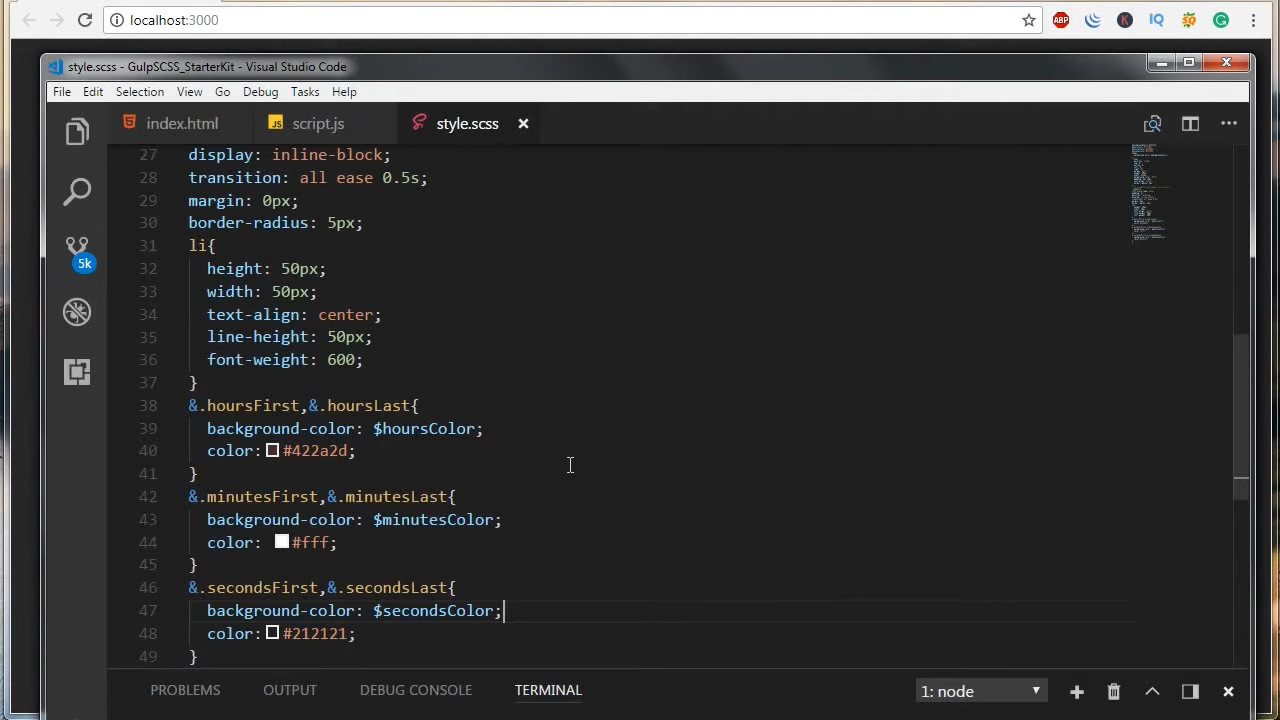 localhost:3000
ABP
K
IQ
style.scss - GulpSCSS_StarterKit - Visual Studio Code
File Edit Selection View Go Debug Tasks Help
index.html JS script.js style.scss
27 display: inline-block;
28 transition: all ease 0.5s;
29 margin: 0px;
30 border-radius: 5px;
31 li{
32 height: 50px;
33 width: 50px;
34 text-align: center;
35 line-height: 50px;
36 font-weight: 600;
37 }
38 &.hoursFirst,&.hoursLast{
39 background-color: $hoursColor;
40 color: #422a2d;
41 }
42 &.minutesFirst,&.minutesLast{
43 background-color: $minutesColor;
44 color: #fff;
45 }
46 &.secondsFirst,&.secondsLast{
47 background-color: $secondsColor;
48 color: #212121;
49 }
5k
PROBLEMS OUTPUT DEBUG CONSOLE TERMINAL 1: node